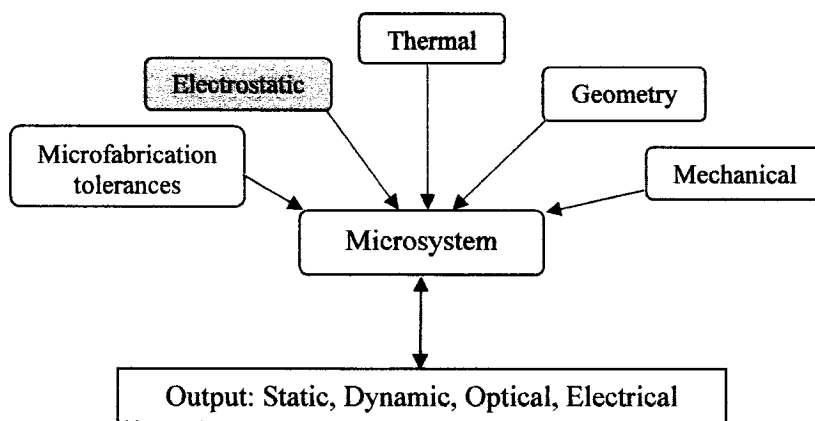 Thermal
Electrostatic
Geometry
Microfabrication
tolerances
Mechanical
Microsystem
Output: Static, Dynamic, Optical, Electrical